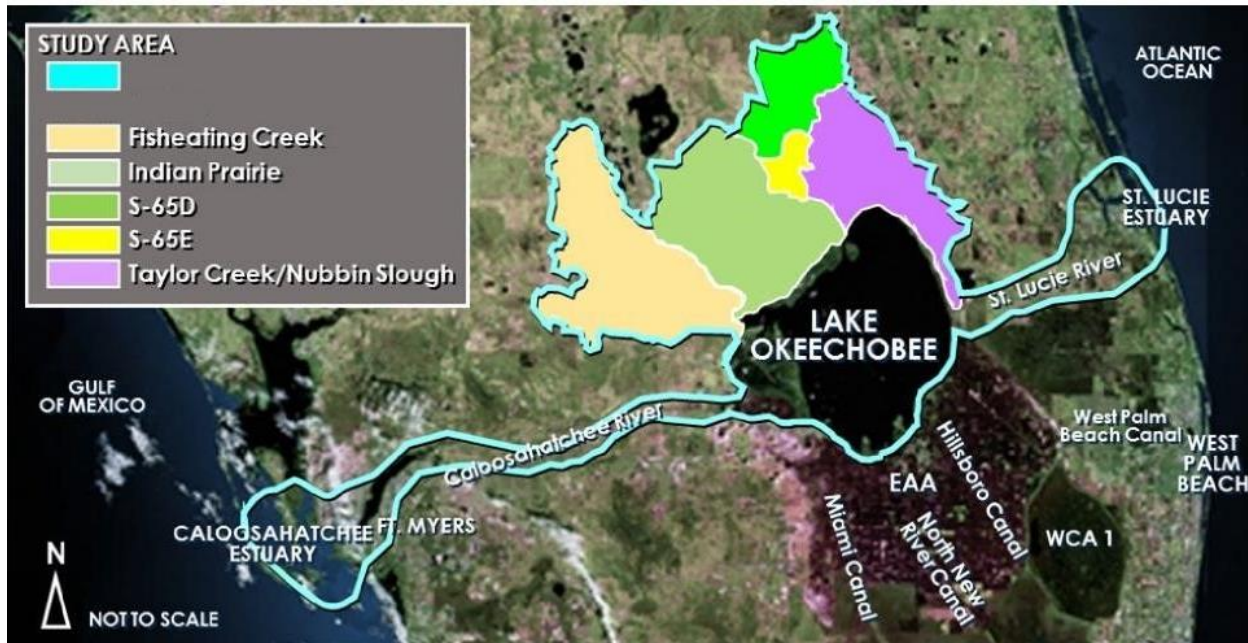 STUDY AREA
Fisheating Creek
Indian Prairie
S-65D
S-65E
Taylor Creek/Nubbin Slough
ATLANTIC
OCEAN
ST. LUCIE
ESTUARY
St. Lucie River
LAKE
OKEECHOBEE
GULF
OF MEXICO
Caloosahatchee River
West Palm
Beach Canal
WEST
PALM
BEACH
Hillsboro Canal
EAA
Miami Canal
North New
River Canal
WCA 1
CALOOSAHATCHEE
ESTUARY
FT. MYERS
N
NOT TO SCALE